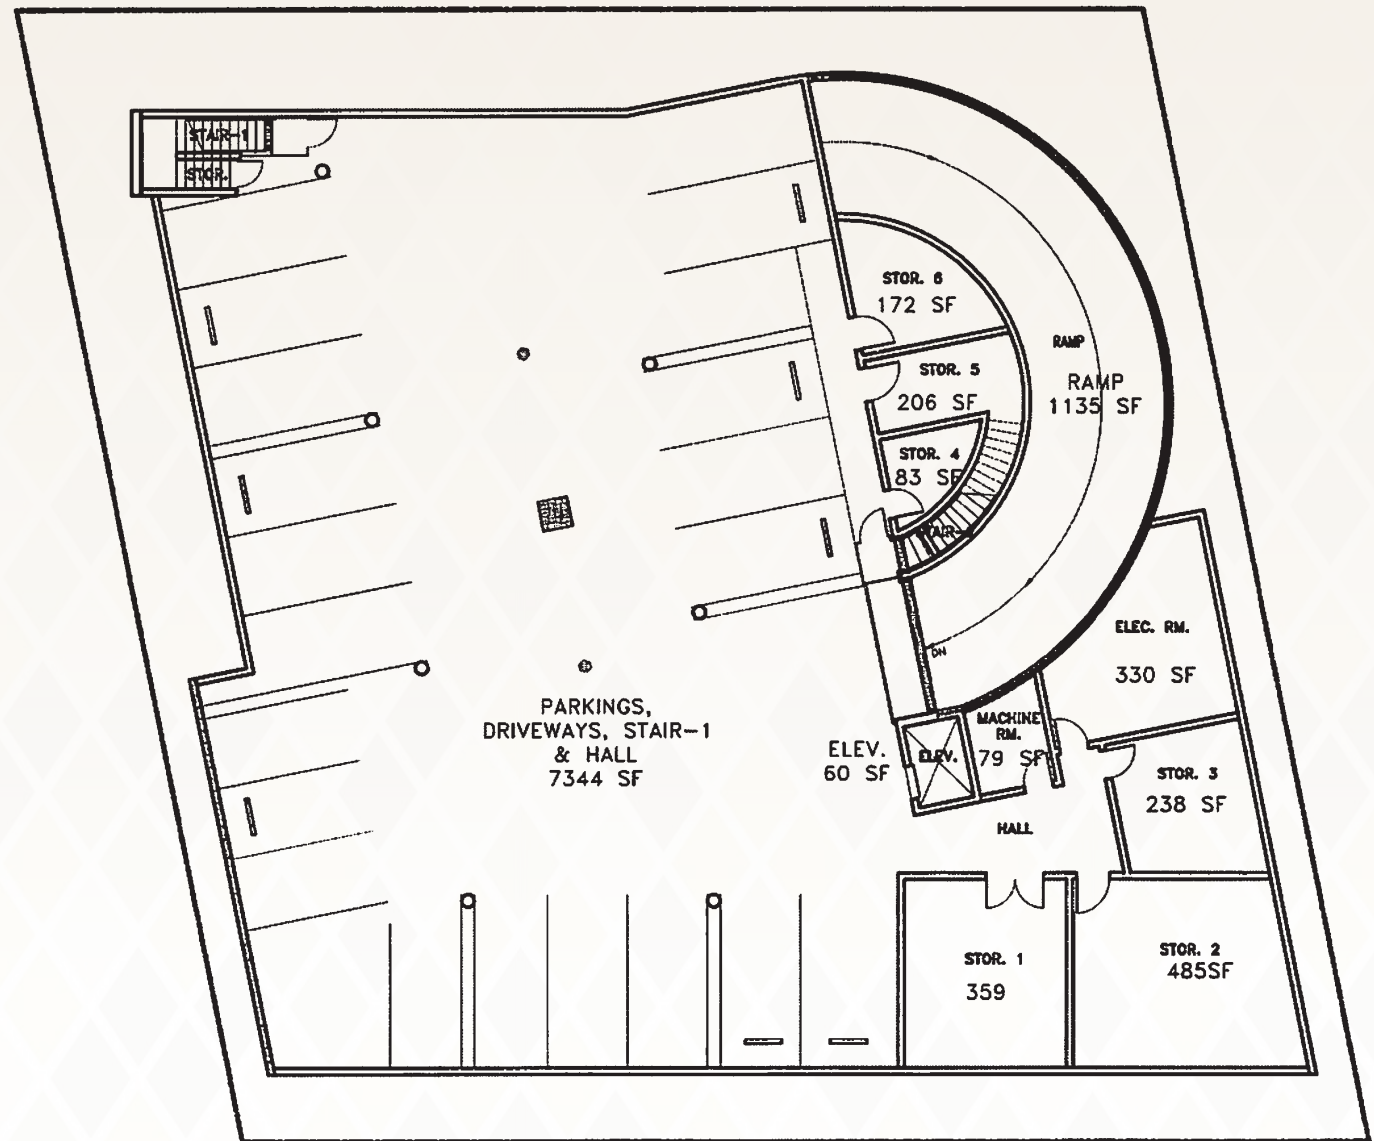 STAIR-1
STOR.
STOR. 6
172 SF
RAMP
STOR. 5
RAMP
206 SF
1135 SF
STOR. 4
83 SF
ELEC. RM.
DN
330 SF
PARKINGS,
DRIVEWAYS, STAIR-1
& HALL
7344 SF
ELEV.
60 SF
ELEV.
MACHINE
RM.
79 SF
STOR. 3
238 SF
HALL
STOR. 1
359
STOR. 2
485SF